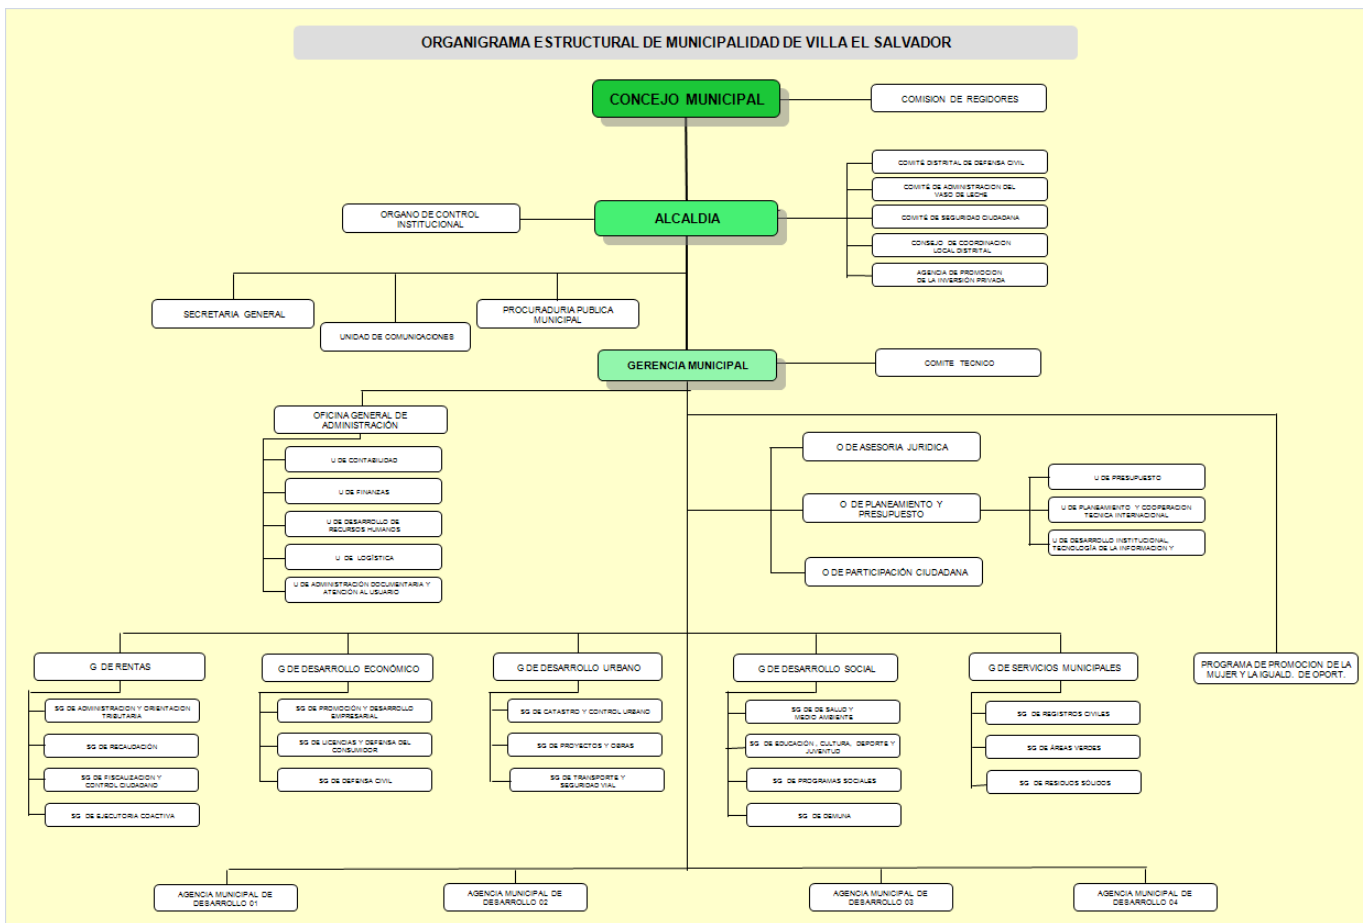 ORGANIGRAMA ESTRUCTURAL DE MUNICIPALIDAD DE VILLA EL SALVADOR
CONCEJO MUNICIPAL
COMISION DE REGIDORES
COMITÉ DISTRITAL DE DEFENSA CIVIL
COMITÉ DE ADMINISTRACION DEL
VASO DE LECHE
ORGANO DE CONTROL
INSTITUCIONAL
ALCALDIA
COMITÉ DE SEGURIDAD CIUDADANA
CONSEJO DE COORDINACION
LOCAL DISTRITAL
AGENCIA DE PROMOCION
DE LA INVERSIÓN PRIVADA
SECRETARIA GENERAL
UNIDAD DE COMUNICACIONES
PROCURADURIA PUBLICA
MUNICIPAL
GERENCIA MUNICIPAL
COMITE TECNICO
OFICINA GENERAL DE
ADMINISTRACIÓN
U DE CONTABILIDAD
U DE FINANZAS
U DE DESARROLLO DE
RECURSOS HUMANOS
U DE LOGÍSTICA
U DE ADMINISTRACIÓN DOCUMENTARIA Y
ATENCIÓN AL USUARIO
O DE ASESORIA JURIDICA
O DE PLANEAMIENTO Y
PRESUPUESTO
O DE PARTICIPACIÓN CIUDADANA
U DE PRESUPUESTO
U DE PLANEAMIENTO Y COOPERACION
TECNICA INTERNACIONAL
U DE DESARROLLO INSTITUCIONAL,
TECNOLOGÍA DE LA INFORMACION Y
G DE RENTAS
SG DE ADMINISTRACION Y ORIENTACION
TRIBUTARIA
SG DE RECAUDACIÓN
SG DE FISCALIZACION Y
CONTROL CIUDADANO
SG DE EJECUTORIA COACTIVA
G DE DESARROLLO ECONÓMICO
SG DE PROMOCIÓN Y DESARROLLO
EMPRESARIAL
SG DE LICENCIAS Y DEFENSA DEL
CONSUMIDOR
SG DE DEFENSA CIVIL
G DE DESARROLLO URBANO
SG DE CATASTRO Y CONTROL URBANO
SG DE PROYECTOS Y OBRAS
SG DE TRANSPORTE Y
SEGURIDAD VIAL
G DE DESARROLLO SOCIAL
SG DE DE SALUD Y
MEDIO AMBIENTE
SG DE EDUCACIÓN , CULTURA, DEPORTE Y
JUVENTUD
SG DE PROGRAMAS SOCIALES
SG DE DEMUNA
G DE SERVICIOS MUNICIPALES
SG DE REGISTROS CIVILES
SG DE ÁREAS VERDES
SG DE RESIDUOS SÓLIDOS
PROGRAMA DE PROMOCION DE LA
MUJER Y LA IGUALD. DE OPORT.
AGENCIA MUNICIPAL DE
DESARROLLO 01
AGENCIA MUNICIPAL DE
DESARROLLO 02
AGENCIA MUNICIPAL DE
DESARROLLO 03
AGENCIA MUNICIPAL DE
DESARROLLO 04